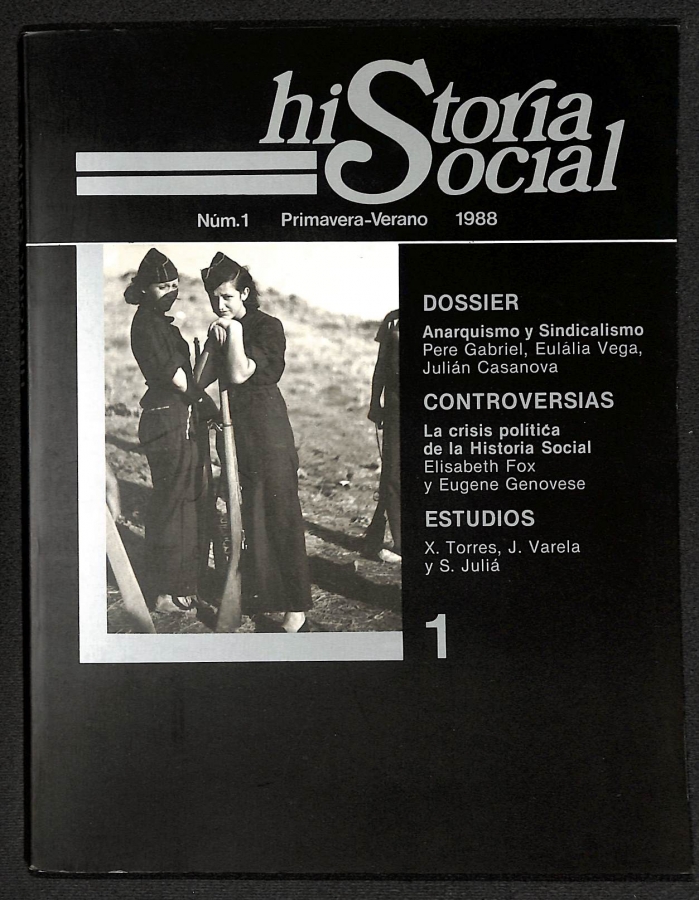 hiStoria
Social
Núm.1 Primavera-Verano 1988
DOSSIER
Anarquismo y Sindicalismo
Pere Gabriel, Eulália Vega,
Julián Casanova
CONTROVERSIAS
La crisis política
de la Historia Social
Elisabeth Fox
y Eugene Genovese
ESTUDIOS
X. Torres, J. Varela
y S. Juliá
1